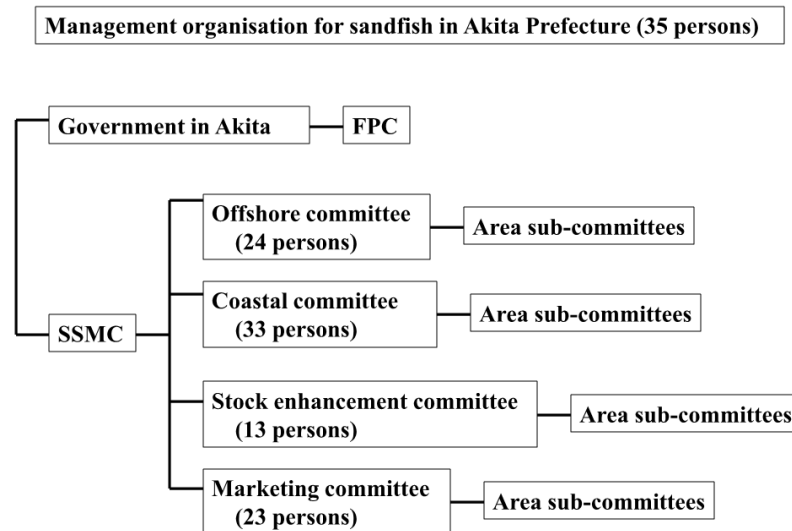 Management organisation for sandfish in Akita Prefecture (35 persons)
Government in Akita
FPC
Offshore committee
(24 persons)
Area sub-committees
Coastal committee
(33 persons)
Area sub-committees
SSMC
Stock enhancement committee
(13 persons)
Area sub-committees
Marketing committee
(23 persons)
Area sub-committees